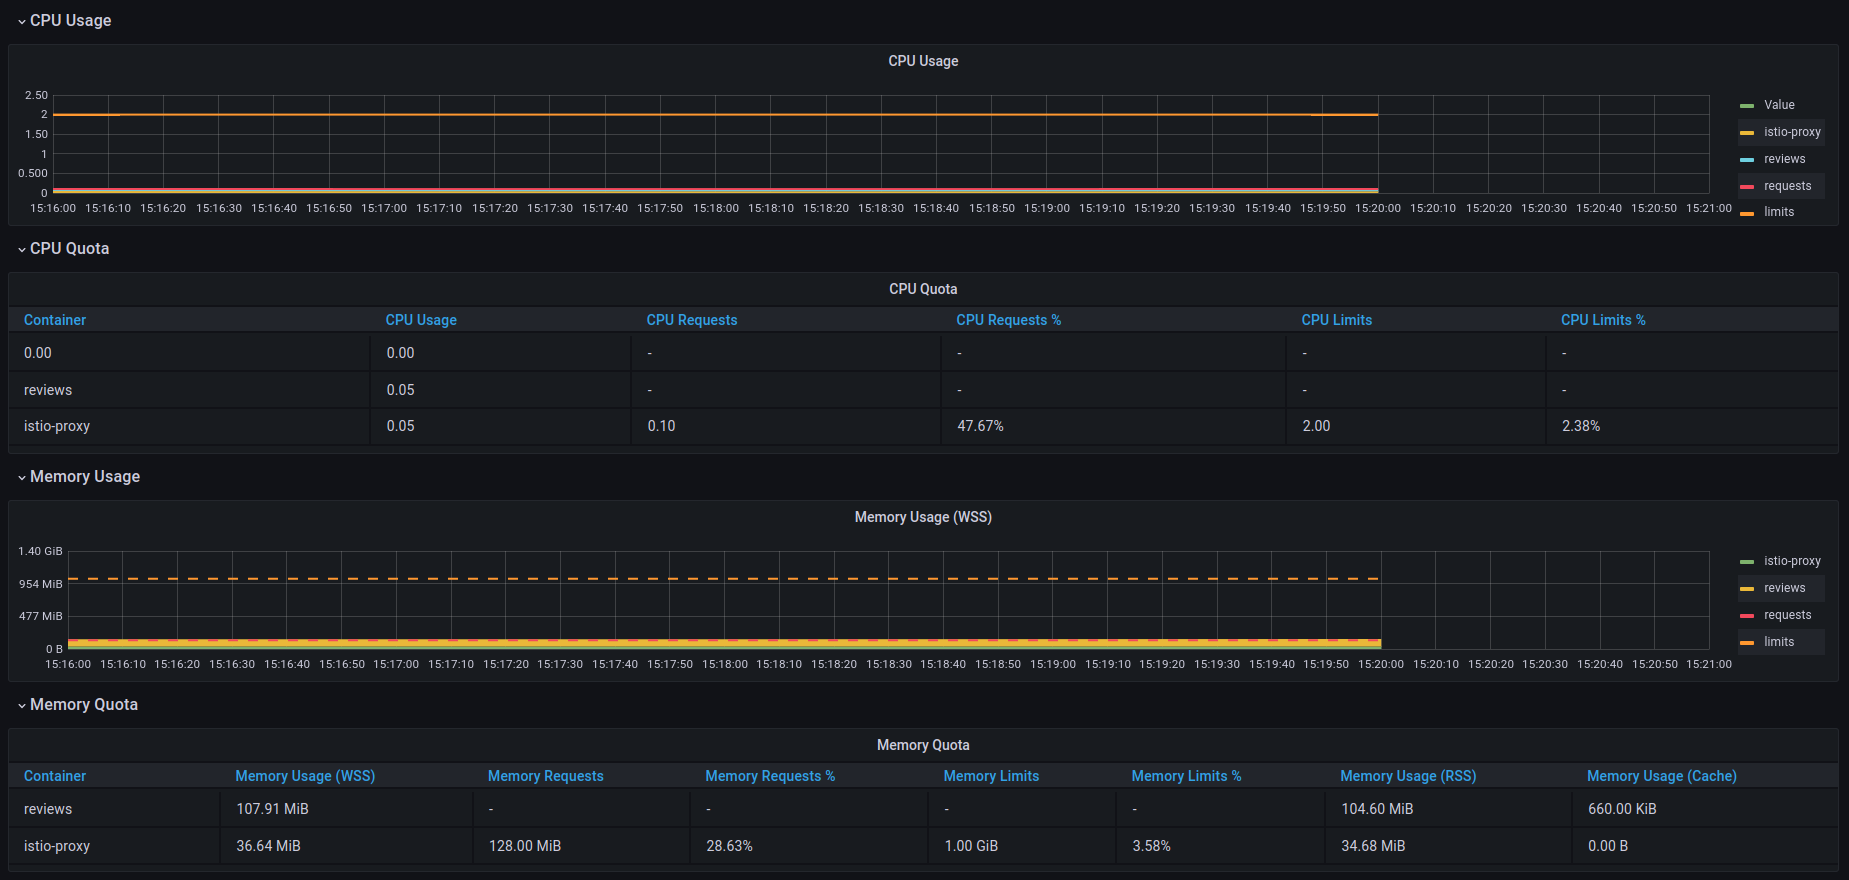 CPU Usage
CPU Usage
2.50
2
1.50
1
0.500
0
15:16:00 15:16:10 15:16:20 15:16:30 15:16:40 15:16:50 15:17:00 15:17:10 15:17:20 15:17:30 15:17:40 15:17:50 15:18:00 15:18:10 15:18:20 15:18:30 15:18:40 15:18:50 15:19:00 15:19:10 15:19:20 15:19:30 15:19:40 15:19:50 15:20:00 15:20:10 15:20:20 15:20:30 15:20:40 15:20:50 15:21:00
Value
istio-proxy
reviews
requests
limits
CPU Quota
CPU Quota
Container CPU Usage CPU Requests CPU Requests % CPU Limits CPU Limits %
0.00 0.00 - - - -
reviews 0.05 - - - -
istio-proxy 0.05 0.10 47.67% 2.00 2.38%
Memory Usage
Memory Usage (WSS)
1.40 GiB
954 MiB
477 MiB
0 B
15:16:00 15:16:10 15:16:20 15:16:30 15:16:40 15:16:50 15:17:00 15:17:10 15:17:20 15:17:30 15:17:40 15:17:50 15:18:00 15:18:10 15:18:20 15:18:30 15:18:40 15:18:50 15:19:00 15:19:10 15:19:20 15:19:30 15:19:40 15:19:50 15:20:00 15:20:10 15:20:20 15:20:30 15:20:40 15:20:50 15:21:00
istio-proxy
reviews
requests
limits
Memory Quota
Memory Quota
Container Memory Usage (WSS) Memory Requests Memory Requests % Memory Limits Memory Limits % Memory Usage (RSS) Memory Usage (Cache)
reviews 107.91 MiB - - - - 104.60 MiB 660.00 KiB
istio-proxy 36.64 MiB 128.00 MiB 28.63% 1.00 GiB 3.58% 34.68 MiB 0.00 B